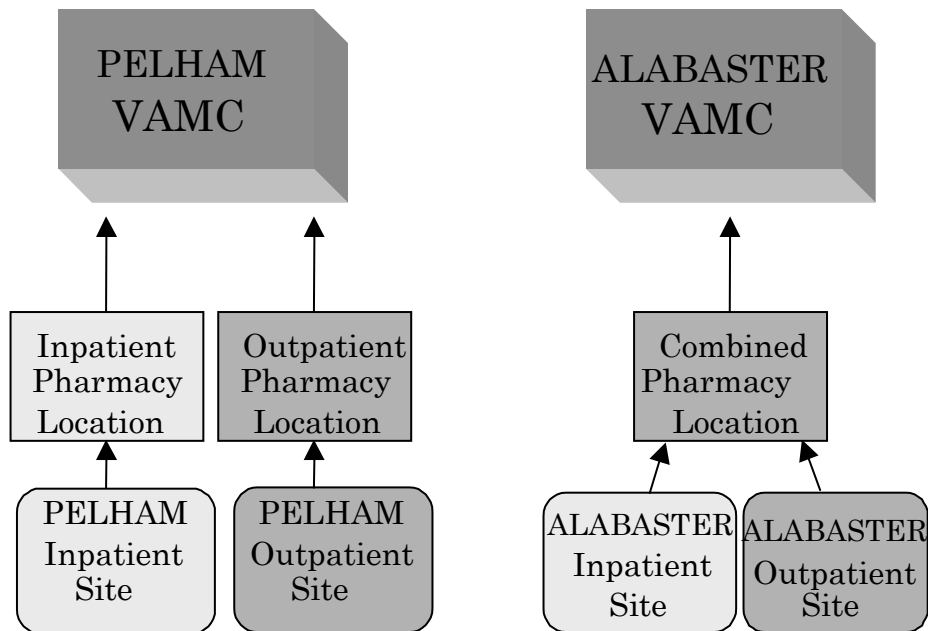 PELHAM
VAMC
ALABASTER
VAMC
Inpatient
Pharmacy
Location
Outpatient
Pharmacy
Location
Combined
Pharmacy
Location
PELHAM
Inpatient
Site
PELHAM
Outpatient
Site
ALABASTER
Inpatient
Site
ALABASTER
Outpatient
Site